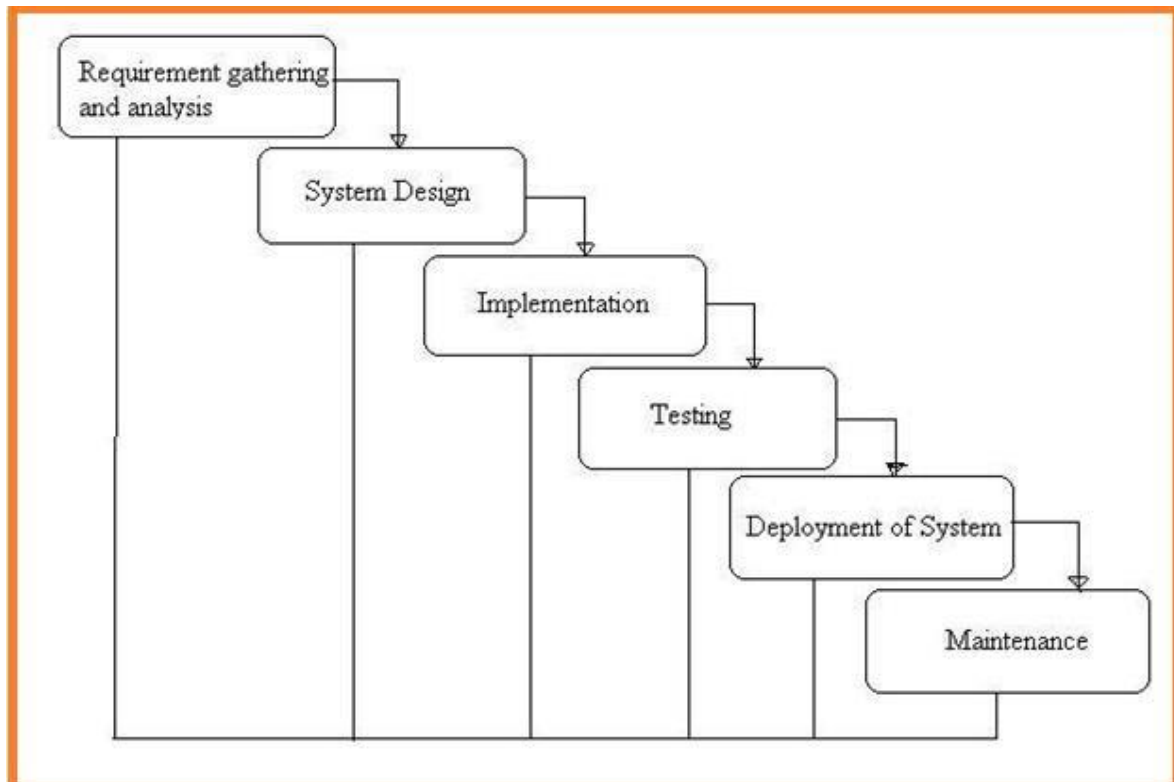 Requirement gathering
and analysis
System Design
Implementation
Testing
Deployment of System
Maintenance